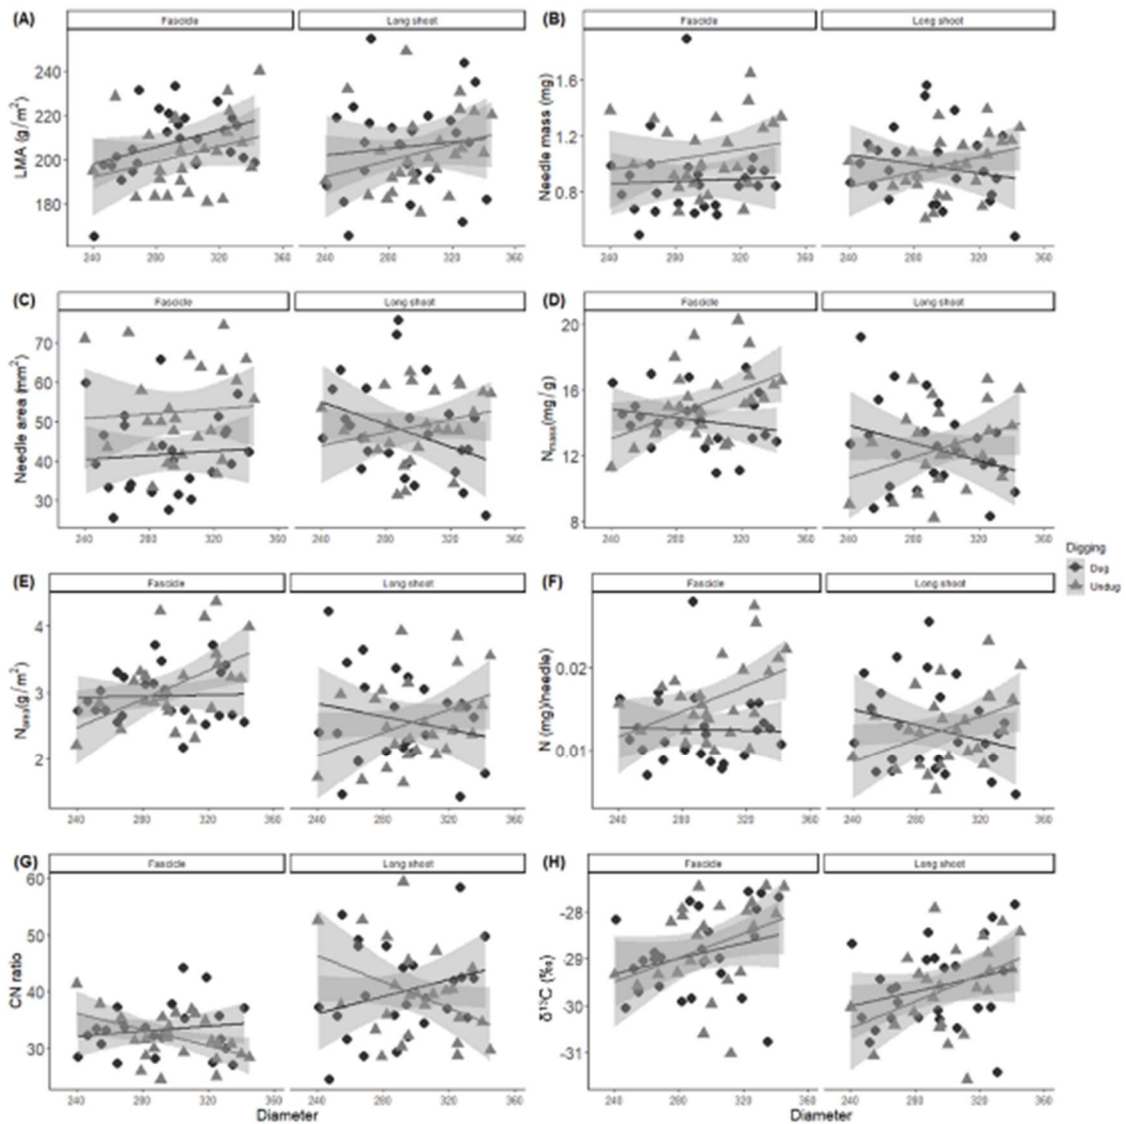 (A)
Fascicle
Long shoot
LMA (g/m²)
240
220
200
180
240 280 320 360
240 280 320 360
(B)
Fascicle
Long shoot
Needle mass (mg)
1.6
1.2
0.8
240 280 320 360
240 280 320 360
(C)
Fascicle
Long shoot
Needle area (mm²)
70
60
50
40
30
240 280 320 360
240 280 320 360
(D)
Fascicle
Long shoot
Nmass(mg/g)
20
16
12
8
240 280 320 360
240 280 320 360
Digging
Dug
Undug
(E)
Fascicle
Long shoot
Narea(g/m²)
4
3
2
240 280 320 360
240 280 320 360
(F)
Fascicle
Long shoot
N (mg)/needle)
0.02
0.01
240 280 320 360
240 280 320 360
(G)
Fascicle
Long shoot
CN ratio
60
50
40
30
240 280 320 360
240 280 320 360
Diameter
(H)
Fascicle
Long shoot
δ¹³C (‰)
-28
-29
-30
-31
240 280 320 360
240 280 320 360
Diameter